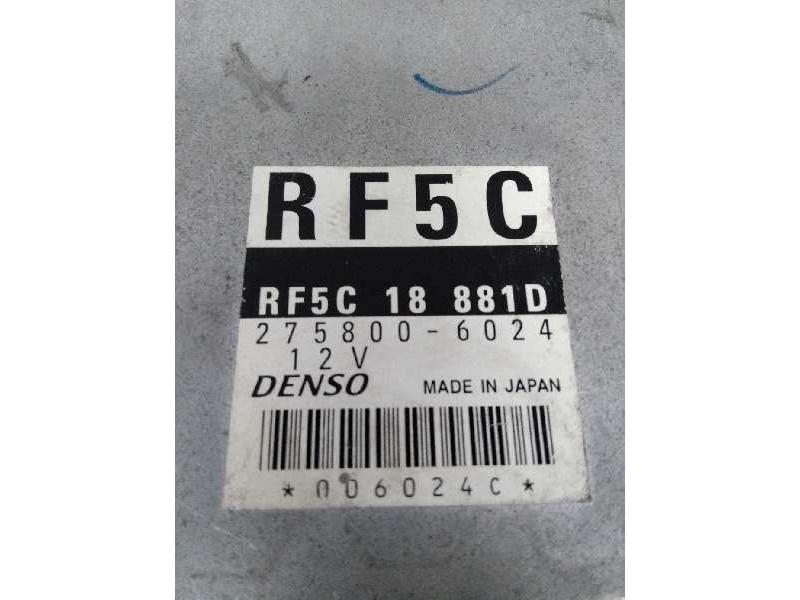 RF5C
RF5C 18 881D
275800-6024
12V
DENSO MADE IN JAPAN
*006024C*